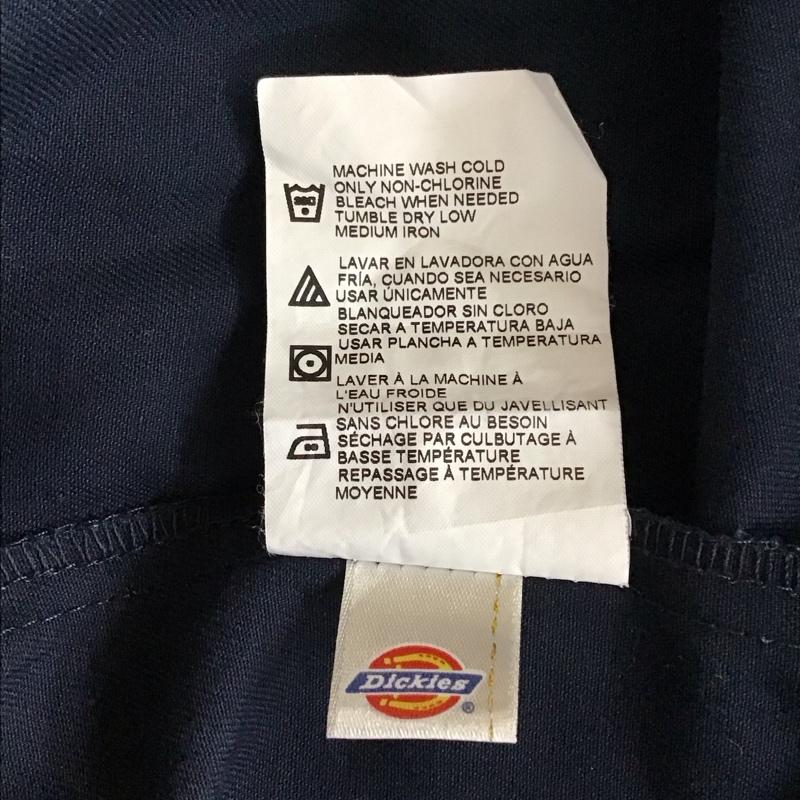 MACHINE WASH COLD
ONLY NON-CHLORINE
BLEACH WHEN NEEDED
TUMBLE DRY LOW
MEDIUM IRON
30C
LAVAR EN LAVADORA CON AGUA
FRÍA, CUANDO SEA NECESARIO
USAR ÚNICAMENTE
BLANQUEADOR SIN CLORO
SECAR A TEMPERATURA BAJA
USAR PLANCHA A TEMPERATURA
MEDIA
LAVER À LA MACHINE À
L'EAU FROIDE
N'UTILISER QUE DU JAVELLISANT
SANS CHLORE AU BESOIN
SÉCHAGE PAR CULBUTAGE À
BASSE TEMPÉRATURE
REPASSAGE À TEMPÉRATURE
MOYENNE
Dickies
®